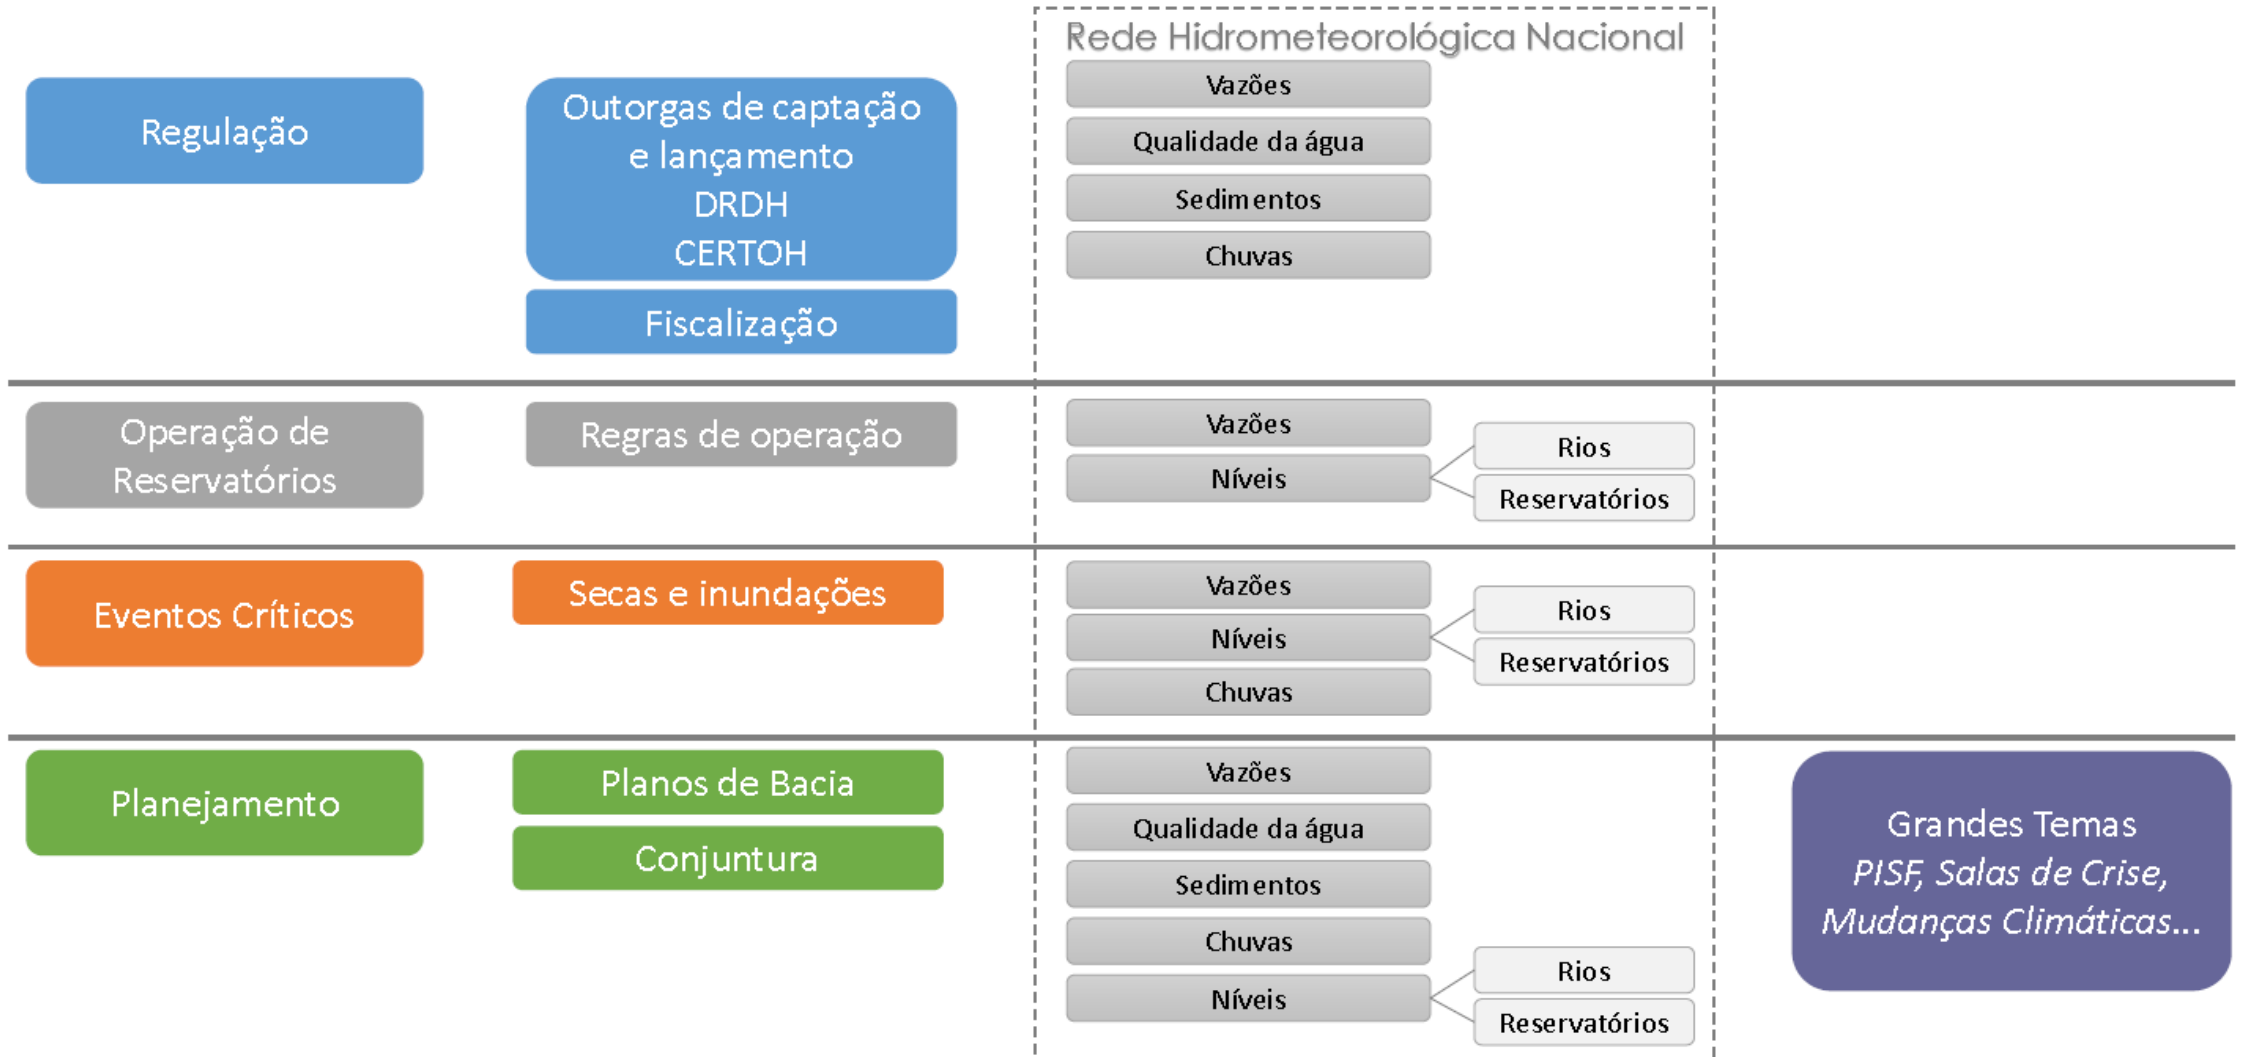 Rede Hidrometeorológica Nacional
Regulação
Outorgas de captação
e lançamento
DRDH
CERTOH
Fiscalização
Vazões
Qualidade da água
Sedimentos
Chuvas
Operação de
Reservatórios
Regras de operação
Vazões
Níveis
Rios
Reservatórios
Eventos Críticos
Secas e inundações
Vazões
Níveis
Chuvas
Rios
Reservatórios
Planejamento
Planos de Bacia
Conjuntura
Vazões
Qualidade da água
Sedimentos
Chuvas
Níveis
Rios
Reservatórios
Grandes Temas
PISF, Salas de Crise,
Mudanças Climáticas...